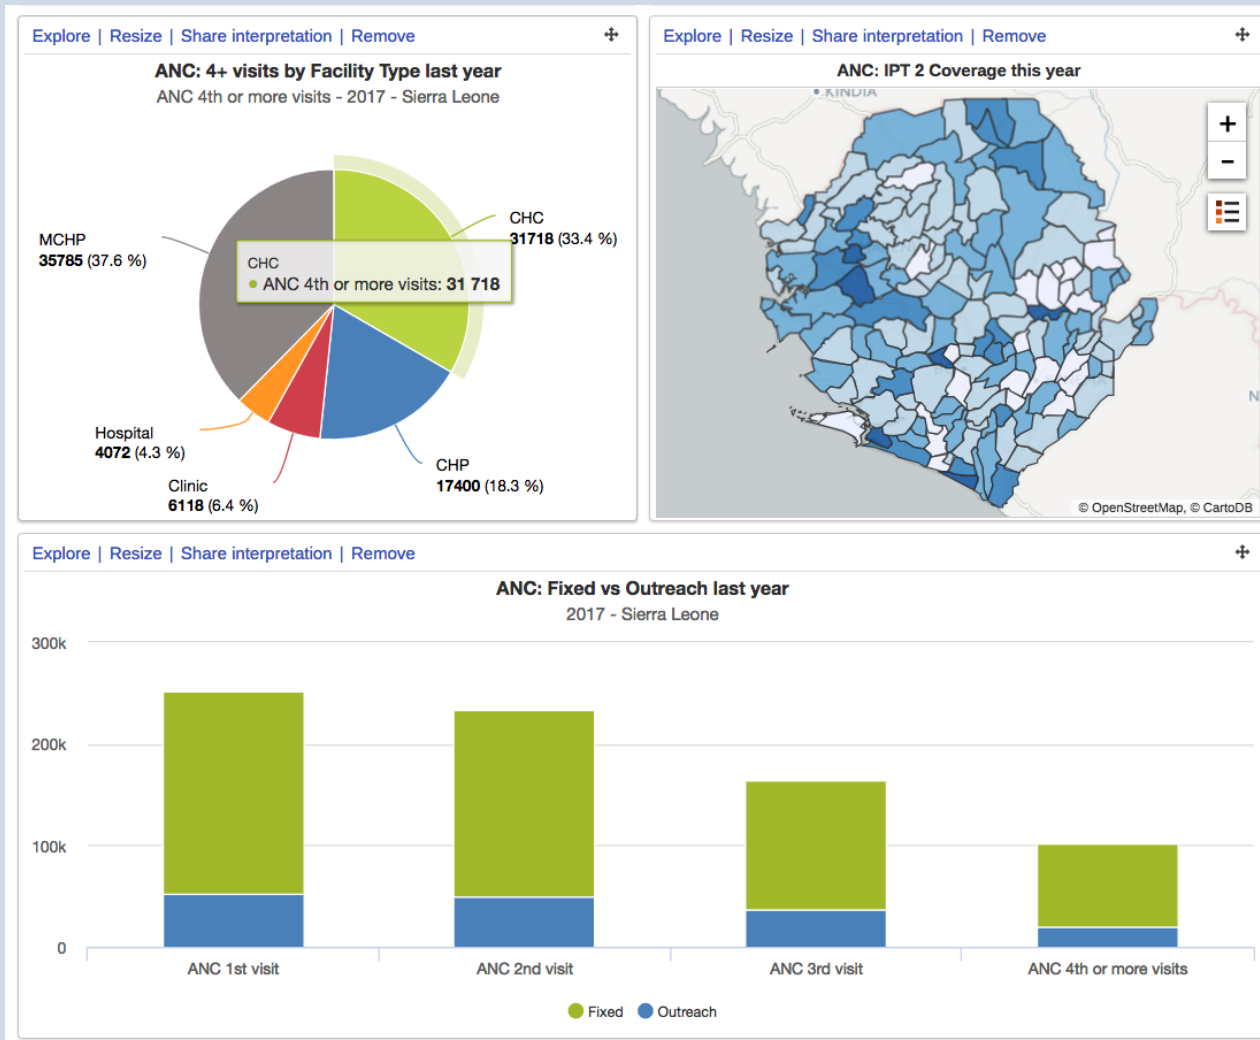 Explore | Resize | Share interpretation | Remove
ANC: 4+ visits by Facility Type last year
ANC 4th or more visits - 2017 - Sierra Leone
CHC
31718 (33.4 %)
MCHP
35785 (37.6 %)
CHC
ANC 4th or more visits: 31 718
Hospital
4072 (4.3 %)
CHP
17400 (18.3 %)
Clinic
6118 (6.4 %)
Explore | Resize | Share interpretation | Remove
ANC: IPT 2 Coverage this year
KINDIA
+
-
N
© OpenStreetMap, © CartoDB
Explore | Resize | Share interpretation | Remove
ANC: Fixed vs Outreach last year
2017 - Sierra Leone
300k
200k
100k
0
ANC 1st visit
ANC 2nd visit
ANC 3rd visit
ANC 4th or more visits
Fixed
Outreach